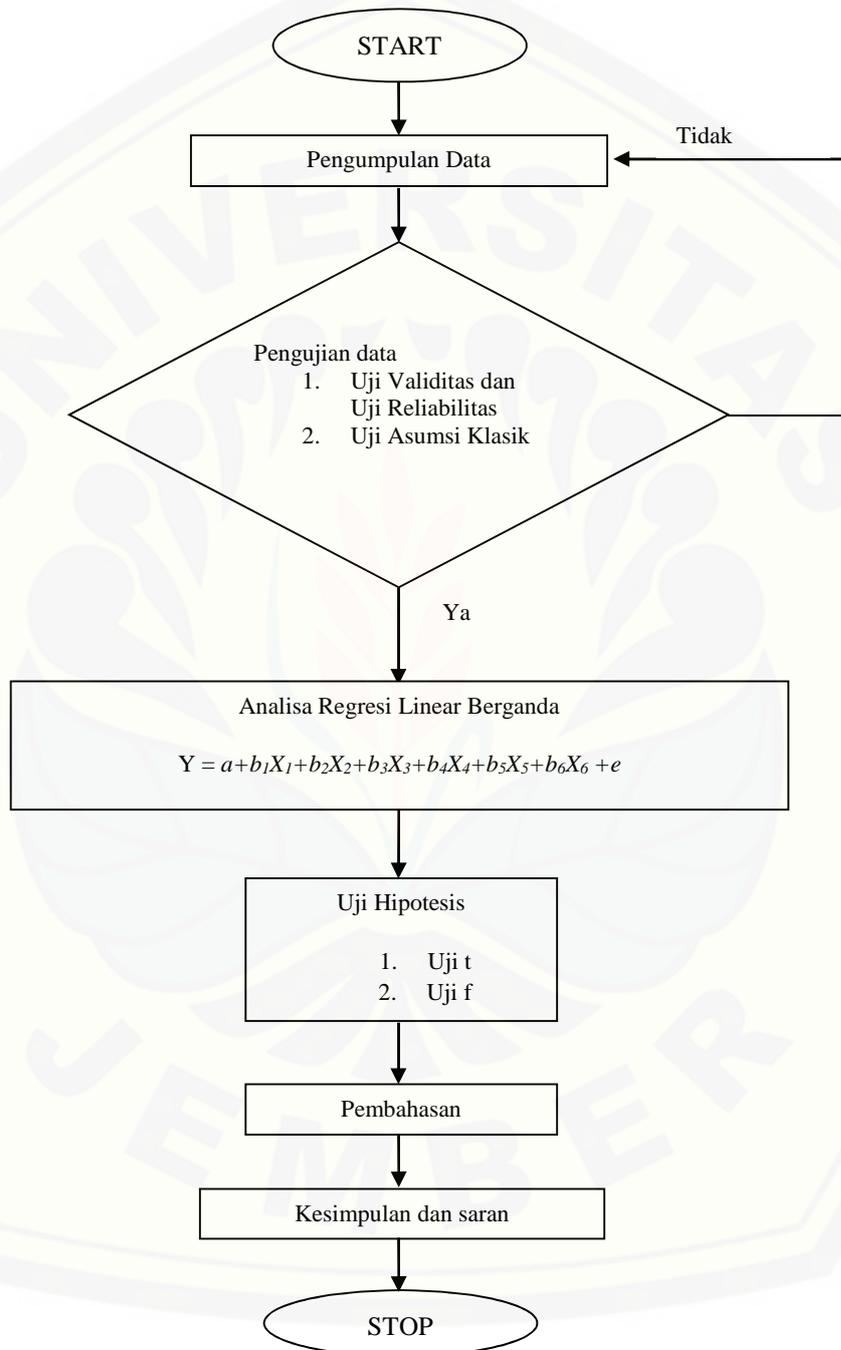 START
Pengumpulan Data
Tidak
Pengujian data
1. Uji Validitas dan
Uji Reliabilitas
2. Uji Asumsi Klasik
Ya
Analisa Regresi Linear Berganda
Y = a+b₁X₁+b₂X₂+b₃X₃+b₄X₄+b₅X₅+b₆X₆ +e
Uji Hipotesis
1. Uji t
2. Uji f
Pembahasan
Kesimpulan dan saran
STOP
UNIVERSITAS
JEMBER